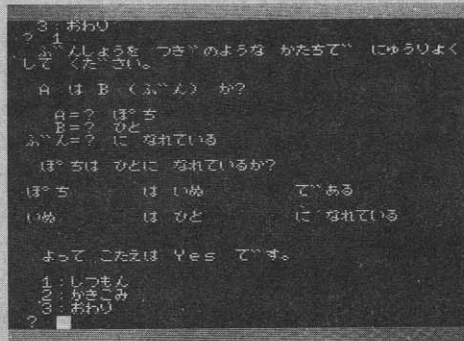 3:おわり
? 1
ぶんしょうを つぎのような かたちで にゅうりよく
して ください。
A は B (ぶん) か?
A=? ぽち
B=? ひと
ぶん=? に なれている
ぽちは ひとに なれているか?
ぽち は いぬ である
いぬ は ひと に なれている
よって こたえは Yes です。
1:しつもん
2:かきこみ
3:おわり
?